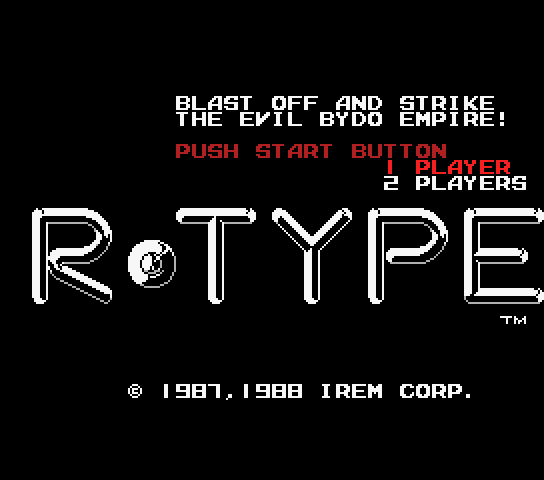 BLAST OFF AND STRIKE
THE EVIL BYDO EMPIRE!
PUSH START BUTTON
1 PLAYER
2 PLAYERS
R•TYPE
TM
© 1987,1988 IREM CORP.